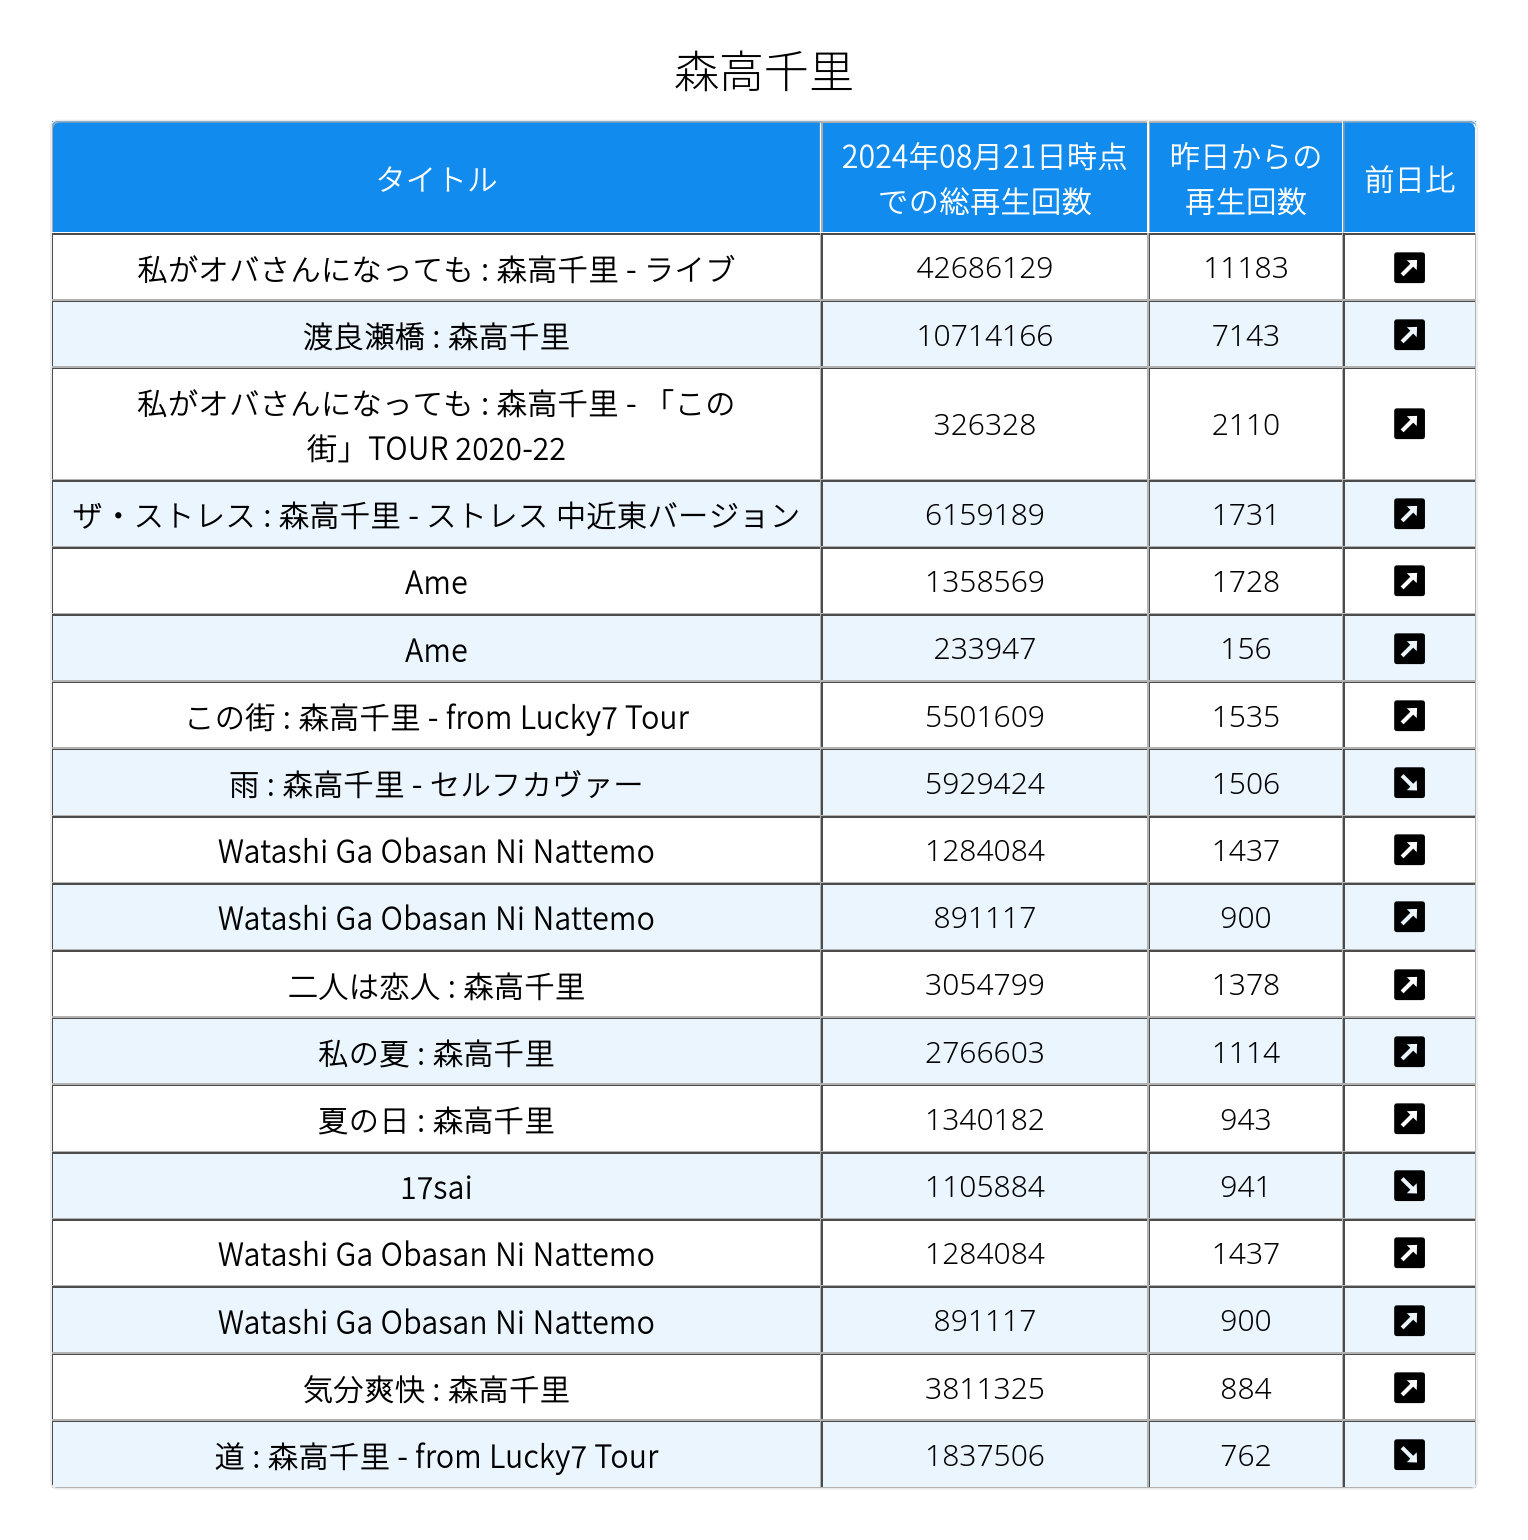 森高千里
タイトル
2024年08月21日時点
での総再生回数
昨日からの
再生回数
前日比
私がオバさんになっても : 森高千里 - ライブ 42686129 11183
渡良瀬橋 : 森高千里 10714166 7143
私がオバさんになっても : 森高千里 - 「この
街」TOUR 2020-22 326328 2110
ザ・ストレス : 森高千里 - ストレス 中近東バージョン 6159189 1731
Ame 1358569 1728
Ame 233947 156
この街 : 森高千里 - from Lucky7 Tour 5501609 1535
雨 : 森高千里 - セルフカヴァー 5929424 1506
Watashi Ga Obasan Ni Nattemo 1284084 1437
Watashi Ga Obasan Ni Nattemo 891117 900
二人は恋人 : 森高千里 3054799 1378
私の夏 : 森高千里 2766603 1114
夏の日 : 森高千里 1340182 943
17sai 1105884 941
Watashi Ga Obasan Ni Nattemo 1284084 1437
Watashi Ga Obasan Ni Nattemo 891117 900
気分爽快 : 森高千里 3811325 884
道 : 森高千里 - from Lucky7 Tour 1837506 762